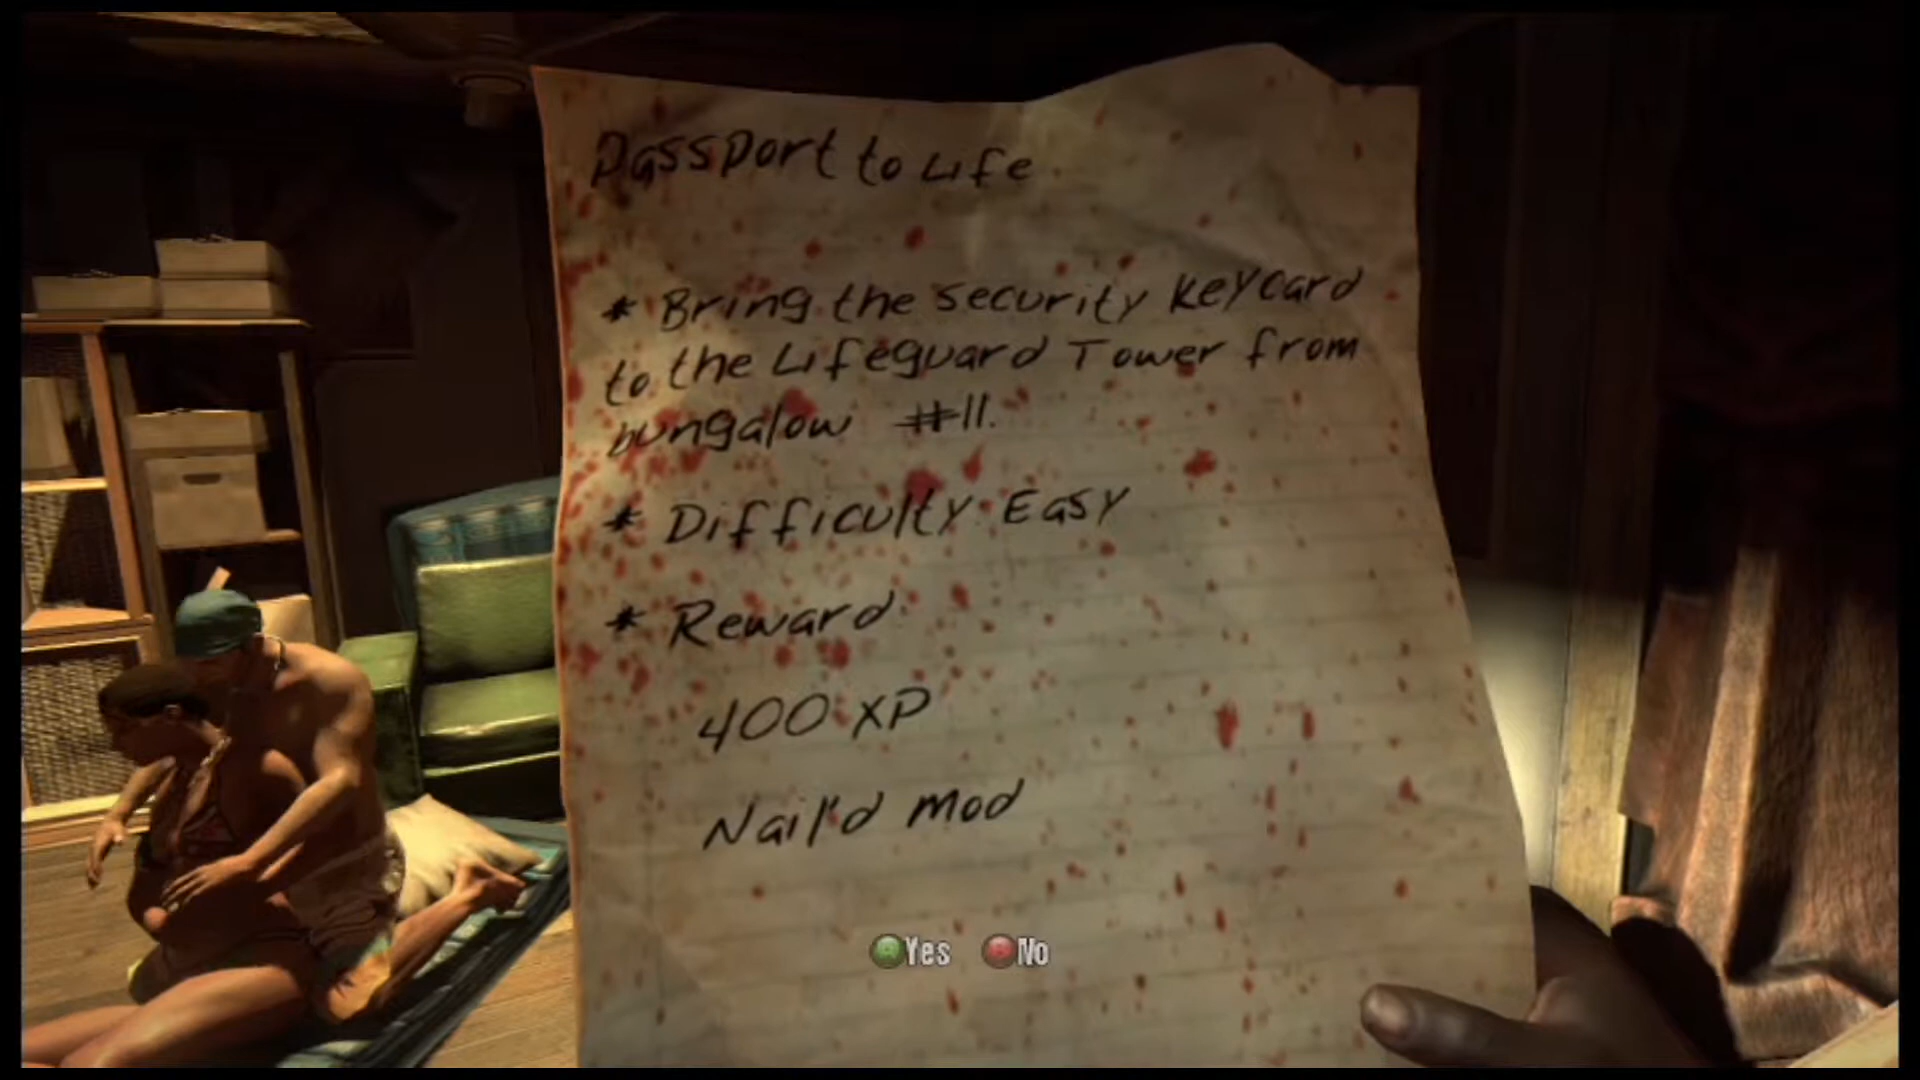 Passport to Life
* Bring the security keycard
to the Lifeguard Tower from
bungalow #11.
* Difficulty: Easy
* Reward:
400 XP
Nail'd mod
Yes No